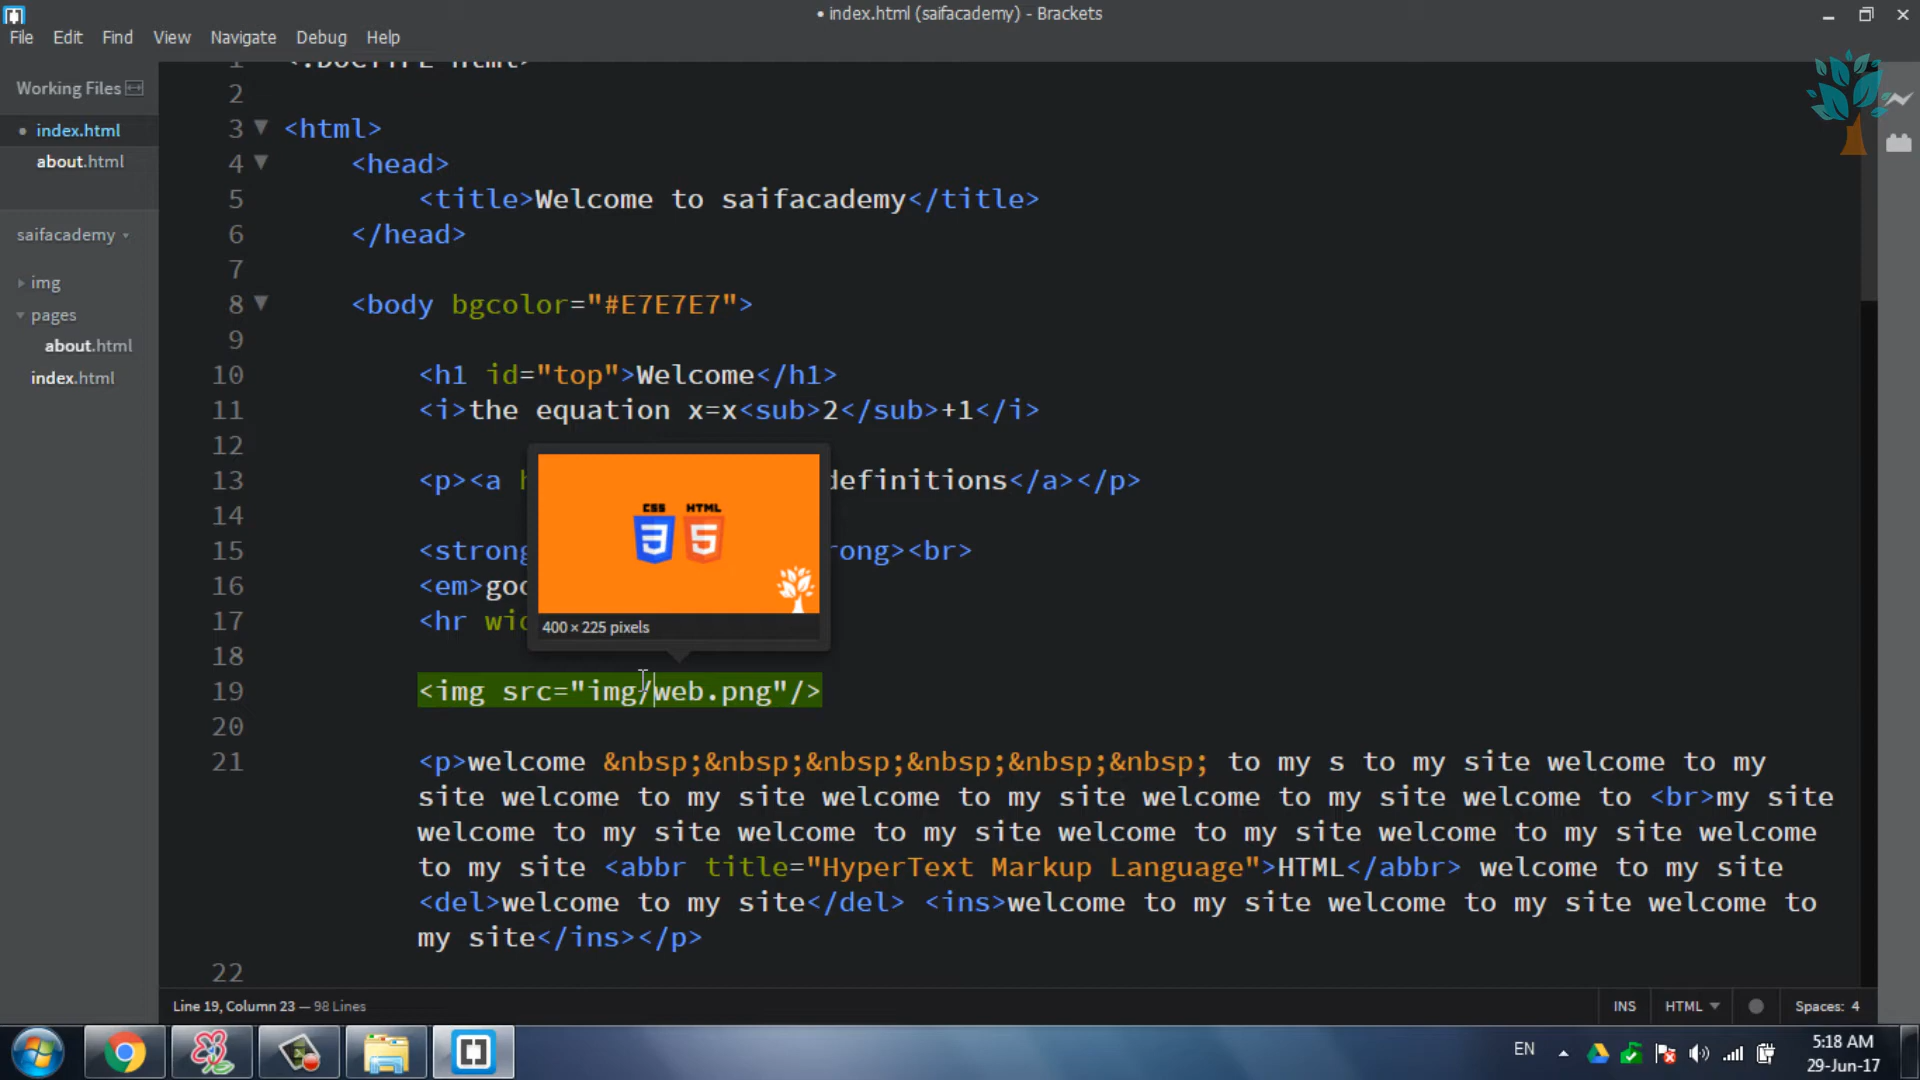 • index.html (saifacademy) - Brackets
File Edit Find View Navigate Debug Help
Working Files
index.html
about.html
saifacademy
img
pages
about.html
index.html
1 <!DOCTYPE html>
2
3 <html>
4 <head>
5 <title>Welcome to saifacademy</title>
6 </head>
7
8 <body bgcolor="#E7E7E7">
9
10 <h1 id="top">Welcome</h1>
11 <i>the equation x=x<sub>2</sub>+1</i>
12
13 <p><a h definitions</a></p>
14
15 <strong rong><br>
16 <em>goo
17 <hr wid
CSS HTML
3 5
400 × 225 pixels
18
19 <img src="img/web.png"/>
20
21 <p>welcome &nbsp;&nbsp;&nbsp;&nbsp;&nbsp;&nbsp; to my s to my site welcome to my
site welcome to my site welcome to my site welcome to my site welcome to <br>my site
welcome to my site welcome to my site welcome to my site welcome to my site welcome
to my site <abbr title="HyperText Markup Language">HTML</abbr> welcome to my site
<del>welcome to my site</del> <ins>welcome to my site welcome to my site welcome to
my site</ins></p>
22
Line 19, Column 23 — 98 Lines
INS HTML Spaces: 4
EN
5:18 AM
29-Jun-17